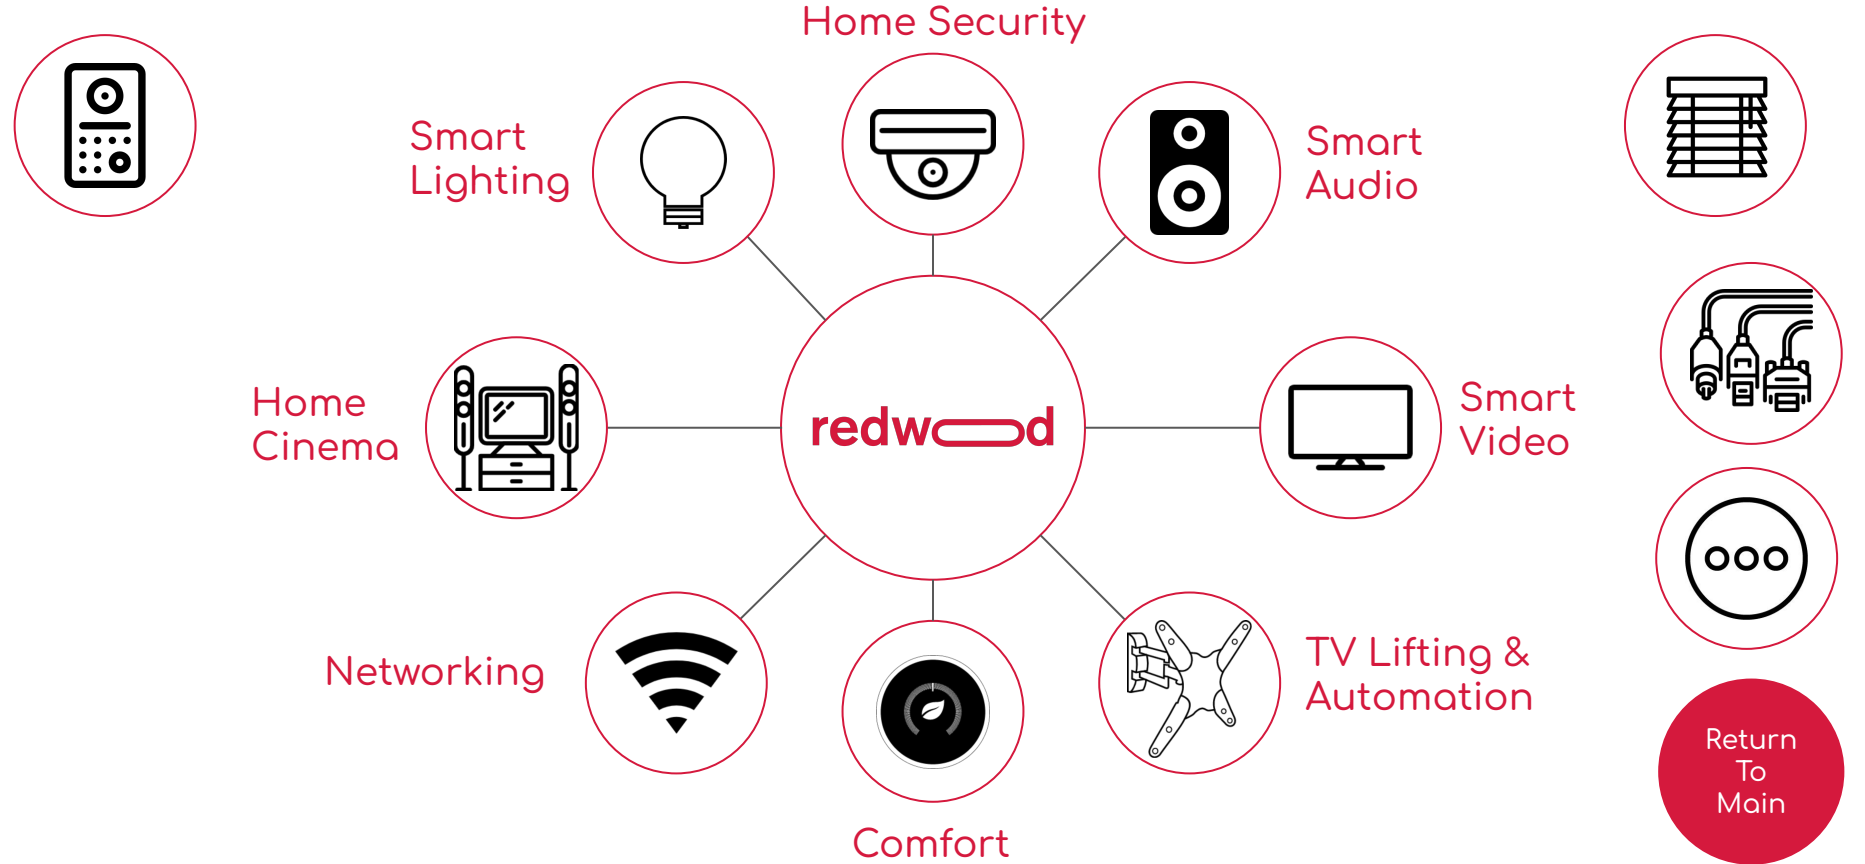 Home Security
Smart
Lighting
Smart
Audio
Home
Cinema
redwood
Smart
Video
Networking
TV Lifting &
Automation
Comfort
Return
To
Main